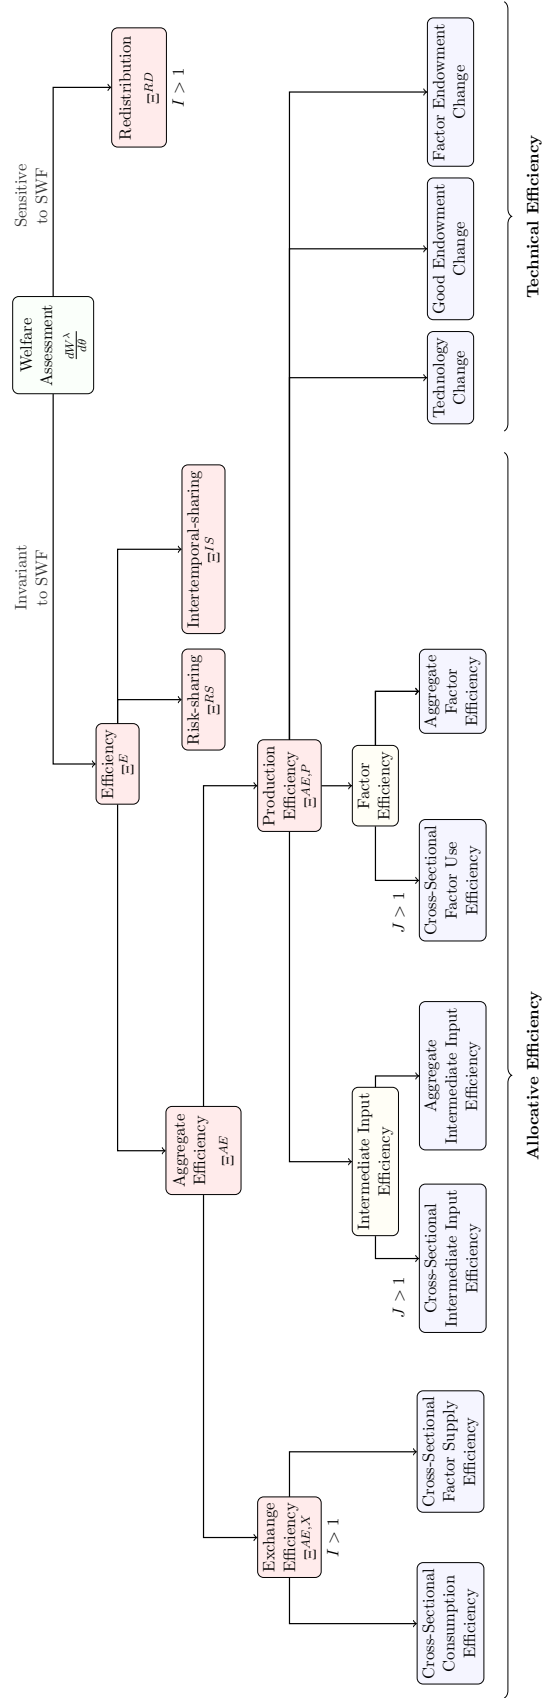 Welfare
Assessment
dW^λ/dθ
Invariant
to SWF
Sensitive
to SWF
Efficiency
Ξ^E
Redistribution
Ξ^{RD}
I > 1
Aggregate
Efficiency
Ξ^{AE}
Risk-sharing
Ξ^{RS}
Intertemporal-sharing
Ξ^{IS}
Exchange
Efficiency
Ξ^{AE,X}
I > 1
Production
Efficiency
Ξ^{AE,P}
Intermediate Input
Efficiency
Factor
Efficiency
J > 1
J > 1
Cross-Sectional
Consumption
Efficiency
Cross-Sectional
Factor Supply
Efficiency
Cross-Sectional
Intermediate Input
Efficiency
Aggregate
Intermediate Input
Efficiency
Cross-Sectional
Factor Use
Efficiency
Aggregate
Factor
Efficiency
Technology
Change
Good Endowment
Change
Factor Endowment
Change
Allocative Efficiency
Technical Efficiency